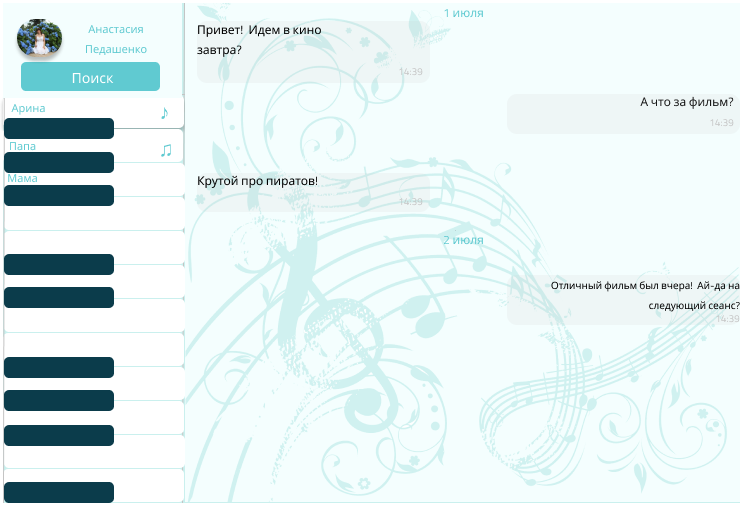 Анастасия
Педашенко
Поиск
Арина
Папа
Мама
1 июля
Привет! Идем в кино
завтра?
14:39
А что за фильм?
14:39
Крутой про пиратов!
14:39
2 июля
Отличный фильм был вчера! Ай-да на
следующий сеанс?
14:39